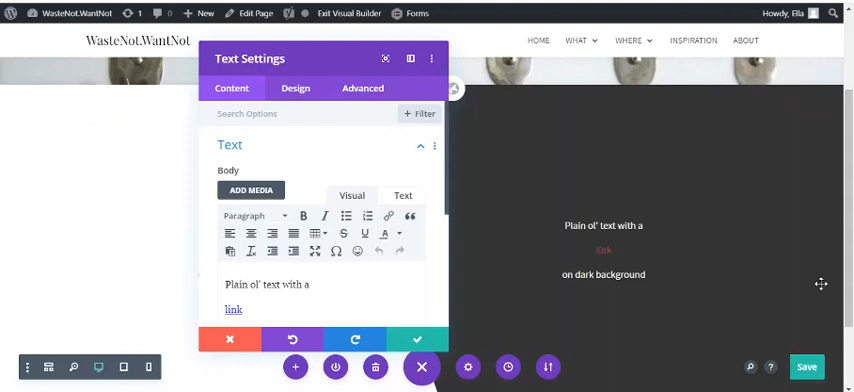 WasteNot.WantNot 1 0 New Edit Page Exit Visual Builder Forms Howdy, Ella
WasteNot.WantNot
HOME WHAT WHERE INSPIRATION ABOUT
Text Settings
Content Design Advanced
Search Options + Filter
Text
Body
ADD MEDIA
Visual Text
Paragraph B I
S U A
Plain ol' text with a
link
Plain ol' text with a
link
on dark background
Save